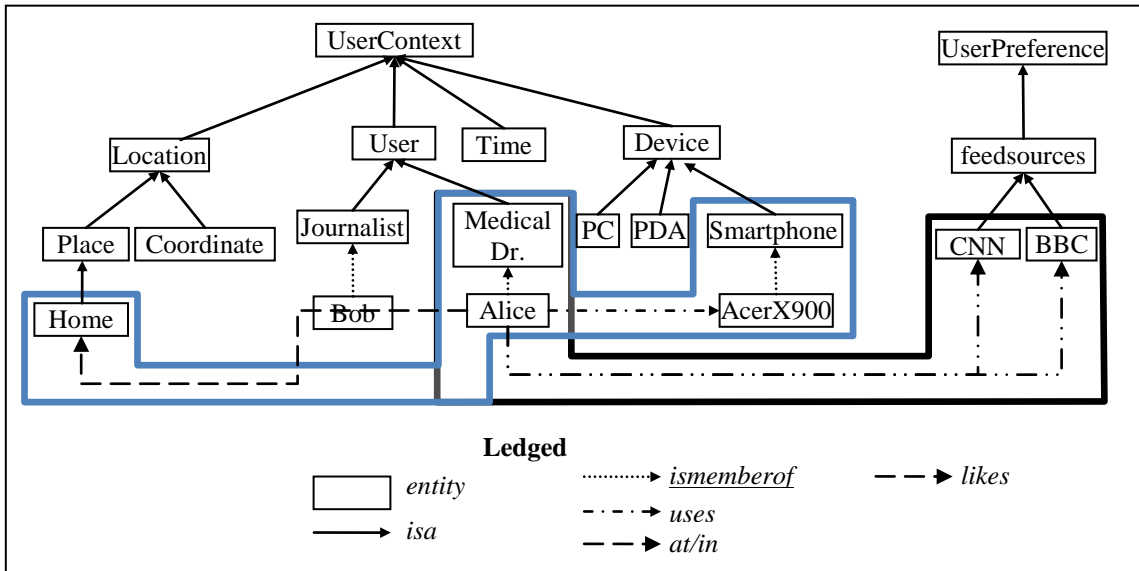 UserContext
UserPreference
Location
User
Time
Device
feedsources
Place
Coordinate
Journalist
Medical
Dr.
PC
PDA
Smartphone
CNN
BBC
Home
Bob
Alice
AcerX900
Ledged
entity
ismemberof
likes
isa
uses
at/in